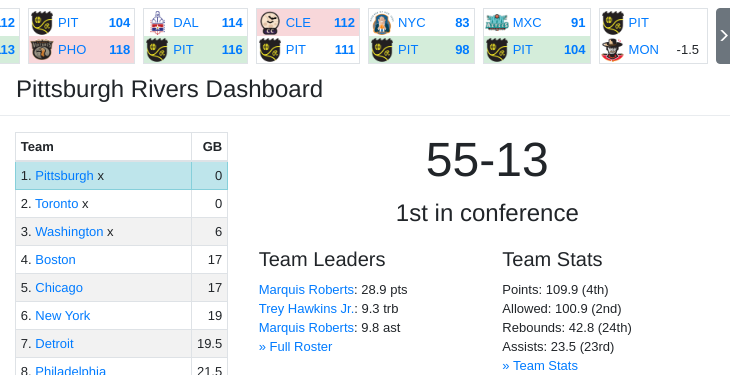 12 PIT 104 DAL 114 CLE 112 NYC 83 MXC 91 PIT
13 PHO 118 PIT 116 PIT 111 PIT 98 PIT 104 MON -1.5
Pittsburgh Rivers Dashboard
Team GB
1. Pittsburgh x 0
2. Toronto x 0
3. Washington x 6
4. Boston 17
5. Chicago 17
6. New York 19
7. Detroit 19.5
8. Philadelphia 21.5
55-13
1st in conference
Team Leaders
Marquis Roberts: 28.9 pts
Trey Hawkins Jr.: 9.3 trb
Marquis Roberts: 9.8 ast
» Full Roster
Team Stats
Points: 109.9 (4th)
Allowed: 100.9 (2nd)
Rebounds: 42.8 (24th)
Assists: 23.5 (23rd)
» Team Stats